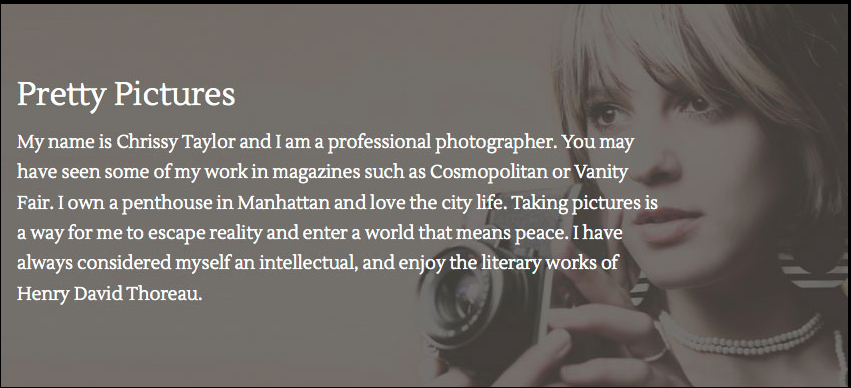 Pretty Pictures
My name is Chrissy Taylor and I am a professional photographer. You may
have seen some of my work in magazines such as Cosmopolitan or Vanity
Fair. I own a penthouse in Manhattan and love the city life. Taking pictures is
a way for me to escape reality and enter a world that means peace. I have
always considered myself an intellectual, and enjoy the literary works of
Henry David Thoreau.